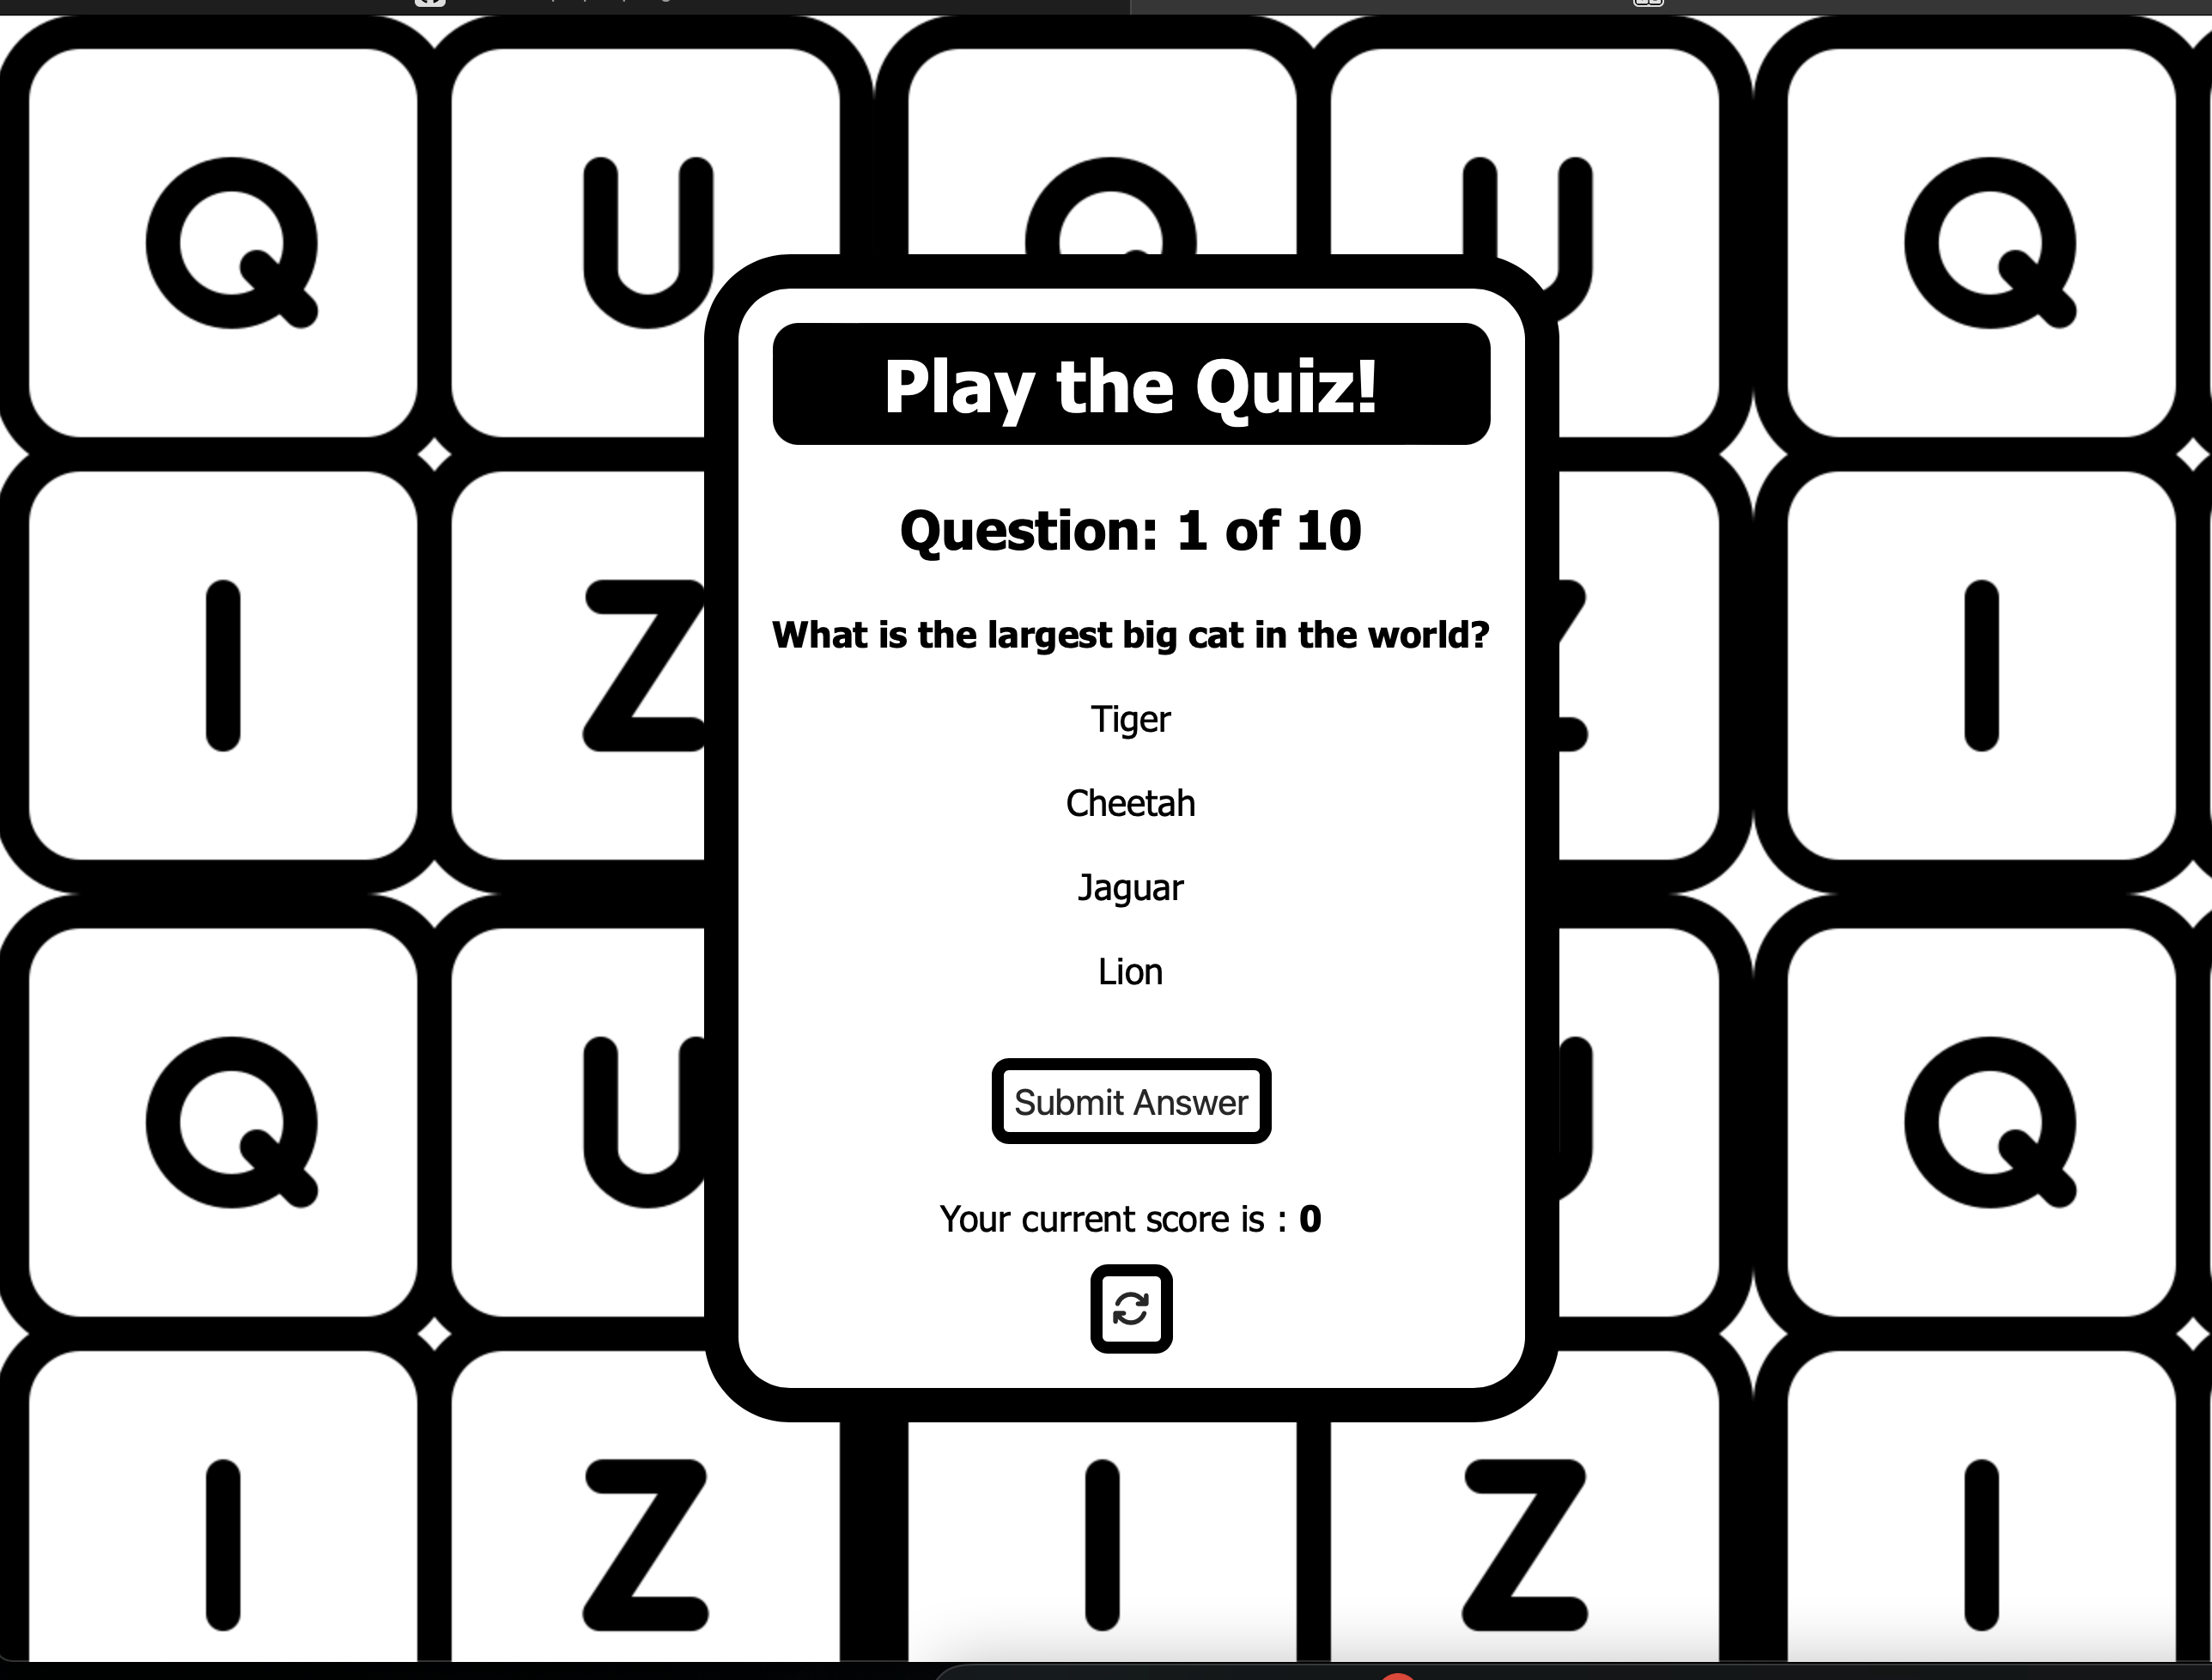 Q U Q U Q
Play the Quiz!
Question: 1 of 10
What is the largest big cat in the world?
I Z Z I
Tiger
Cheetah
Jaguar
Lion
Q U U Q
Submit Answer
Your current score is : 0
I Z I Z I